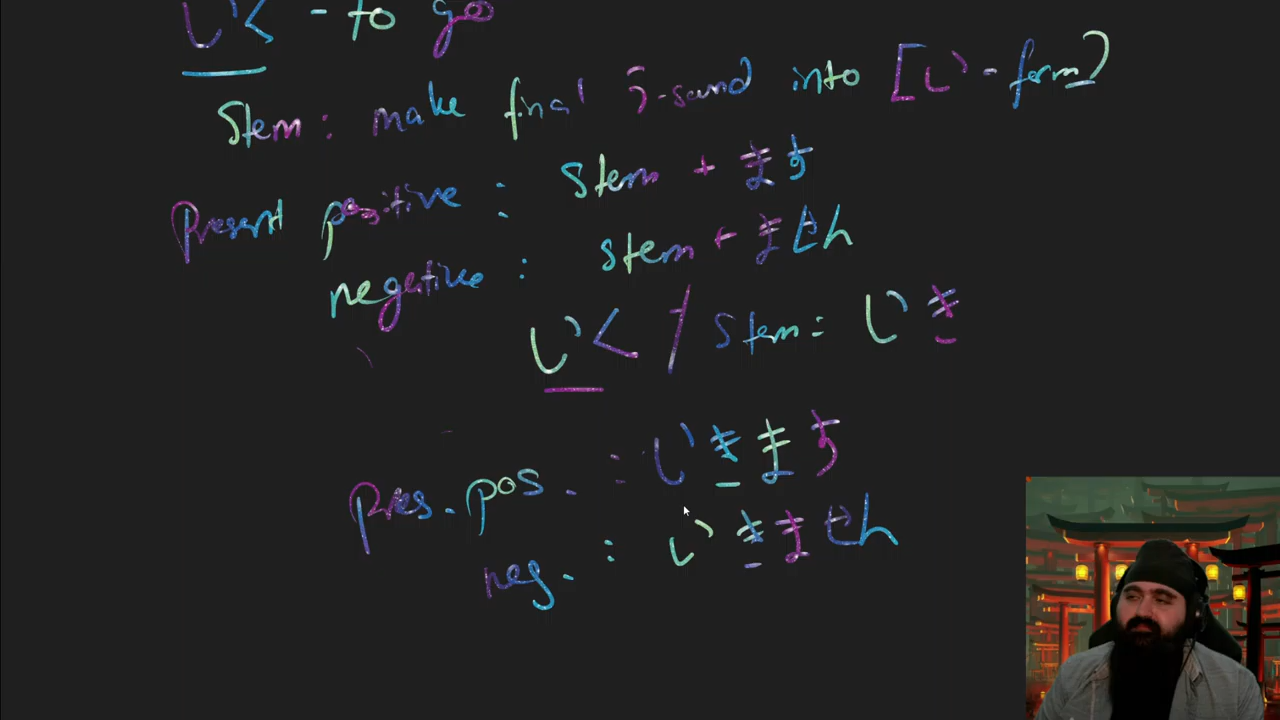 いく - to go
Stem: make final う-sound into [い-form]
Present positive: Stem + ます
negetive: stem + ません
いく / Stem: いき
pres. pos. : いきます
neg. : いきません